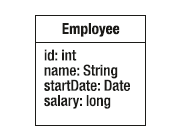 Employee
id: int
name: String
startDate: Date
salary: long